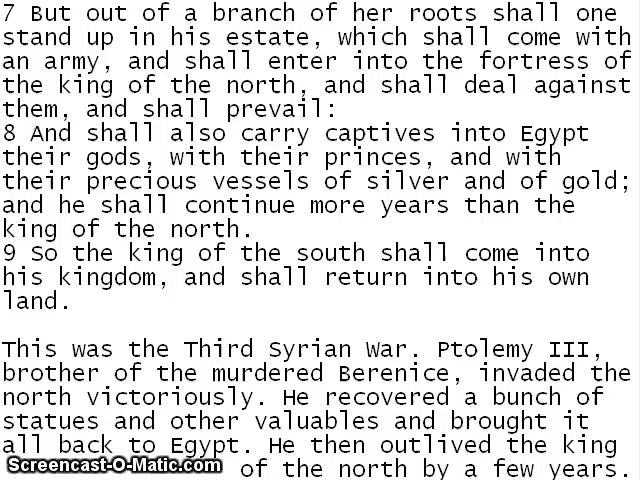 7 But out of a branch of her roots shall one
stand up in his estate, which shall come with
an army, and shall enter into the fortress of
the king of the north, and shall deal against
them, and shall prevail:
8 And shall also carry captives into Egypt
their gods, with their princes, and with
their precious vessels of silver and of gold;
and he shall continue more years than the
king of the north.
9 So the king of the south shall come into
his kingdom, and shall return into his own
land.
This was the Third Syrian War. Ptolemy III,
brother of the murdered Berenice, invaded the
north victoriously. He recovered a bunch of
statues and other valuables and brought it
all back to Egypt. He then outlived the king
Screencast-O-Matic.com of the north by a few years.